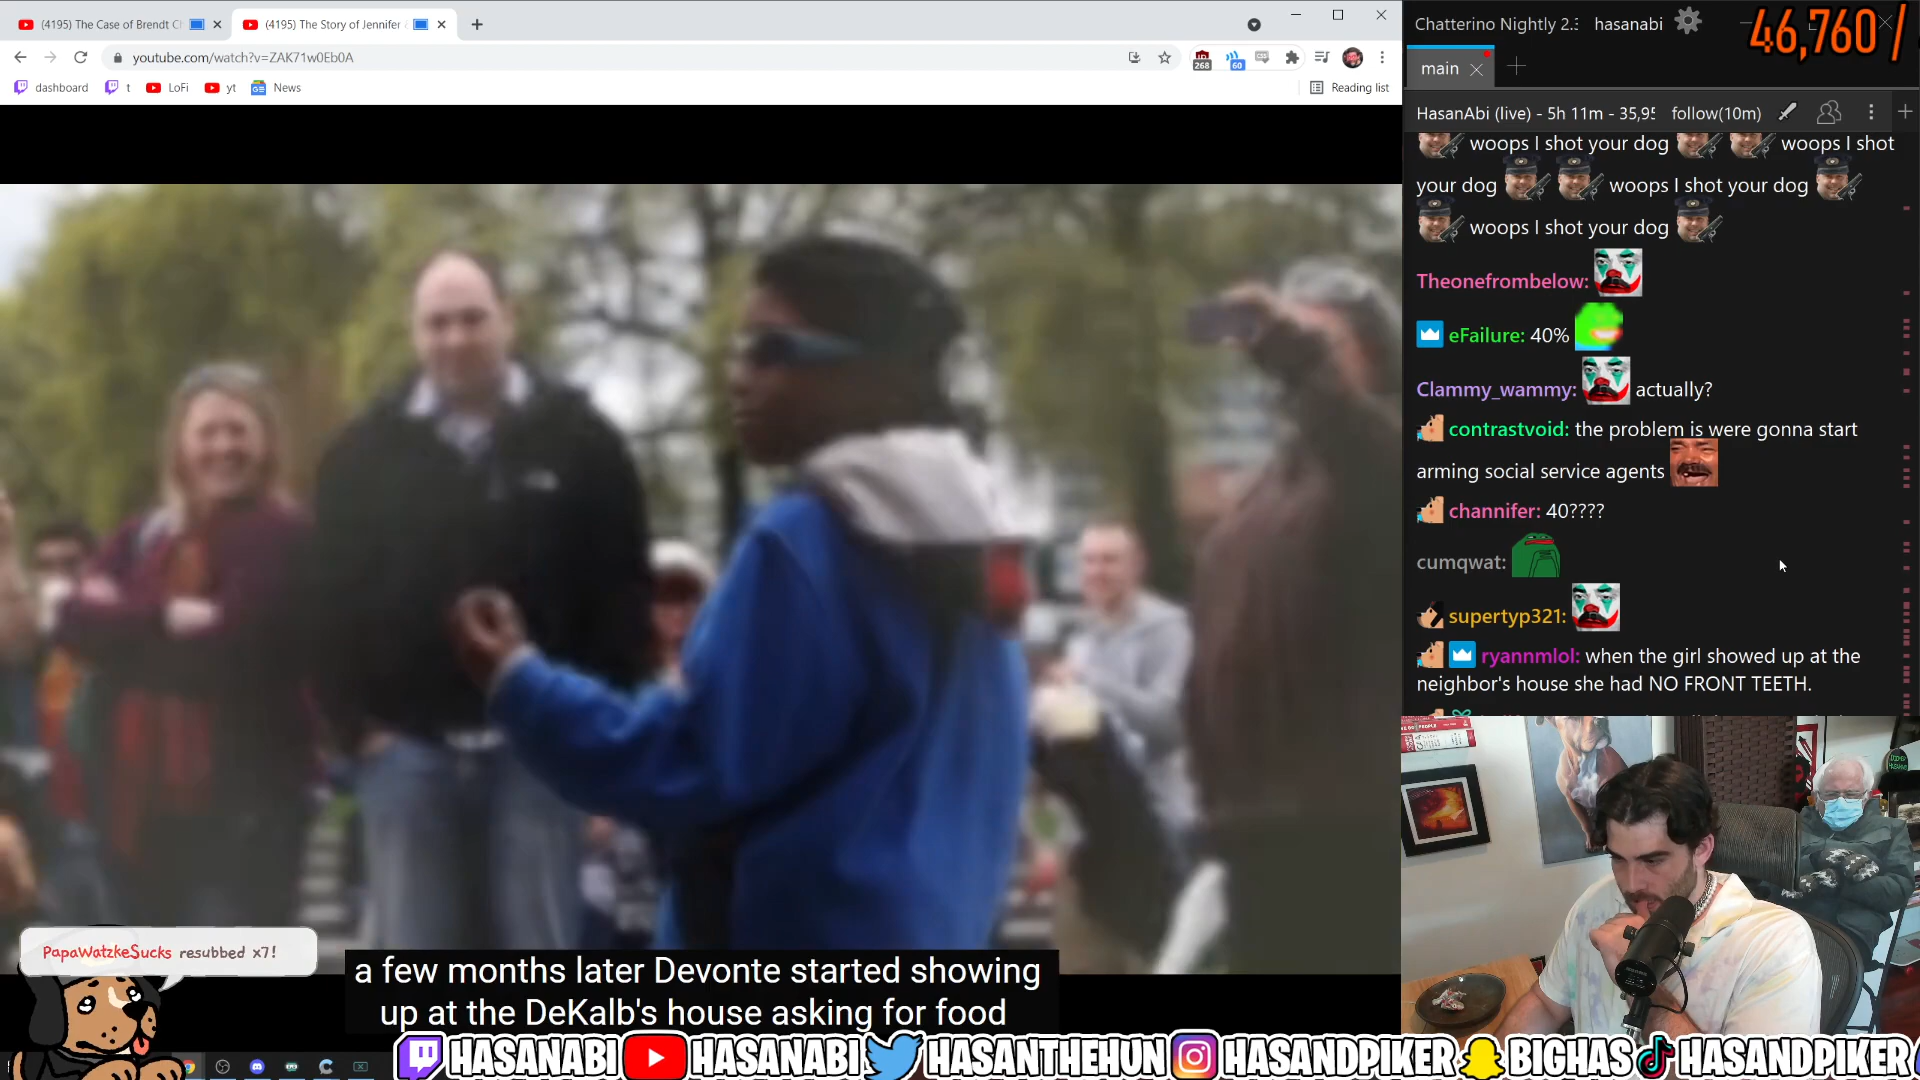 (4195) The Case of Brendt C
(4195) The Story of Jennifer
youtube.com/watch?v=ZAK71w0Eb0A
268
60
dashboard
t
LoFi
yt
News
Reading list
Chatterino Nightly 2.
hasanabi
46,760 /
main
HasanAbi (live) - 5h 11m - 35,95
follow(10m)
woops I shot your dog woops I shot
your dog woops I shot your dog
woops I shot your dog
Theonefrombelow:
eFailure: 40%
Clammy_wammy: actually?
contrastvoid: the problem is were gonna start
arming social service agents
channifer: 40????
cumqwat:
supertyp321:
ryannmlol: when the girl showed up at the
neighbor's house she had NO FRONT TEETH.
PapaWatzkeSucks resubbed x7!
a few months later Devonte started showing
up at the DeKalb's house asking for food
HASANABI HASANABI HASANTHEHUN HASANDPIKER BIGHAS HASANDPIKER